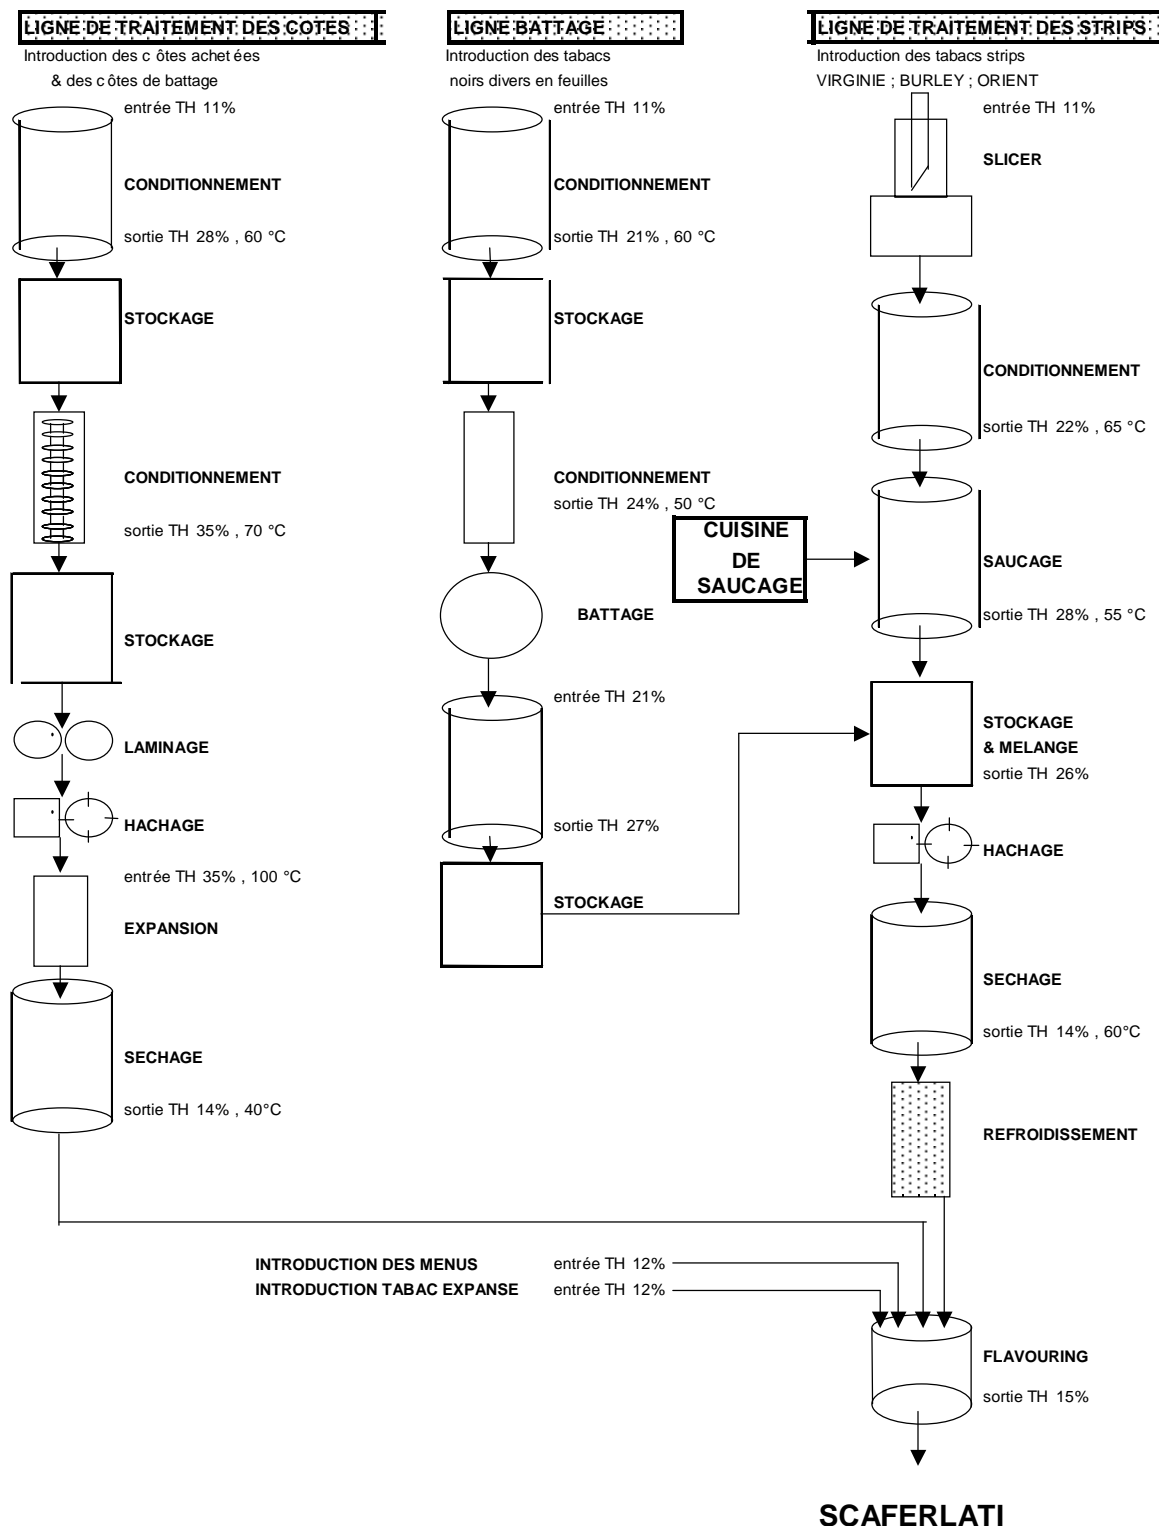 LIGNE DE TRAITEMENT DES COTES
Introduction des c ôtes achet ées
& des côtes de battage
entrée TH 11%
CONDITIONNEMENT
sortie TH 28% , 60 °C
STOCKAGE
CONDITIONNEMENT
sortie TH 35% , 70 °C
STOCKAGE
LAMINAGE
HACHAGE
entrée TH 35% , 100 °C
EXPANSION
SECHAGE
sortie TH 14% , 40°C
LIGNE BATTAGE
Introduction des tabacs
noirs divers en feuilles
entrée TH 11%
CONDITIONNEMENT
sortie TH 21% , 60 °C
STOCKAGE
CONDITIONNEMENT
sortie TH 24% , 50 °C
BATTAGE
entrée TH 21%
sortie TH 27%
STOCKAGE
LIGNE DE TRAITEMENT DES STRIPS
Introduction des tabacs strips
VIRGINIE ; BURLEY ; ORIENT
entrée TH 11%
SLICER
CONDITIONNEMENT
sortie TH 22% , 65 °C
CUISINE
DE
SAUCAGE
SAUCAGE
sortie TH 28% , 55 °C
STOCKAGE
& MELANGE
sortie TH 26%
HACHAGE
SECHAGE
sortie TH 14% , 60°C
REFROIDISSEMENT
INTRODUCTION DES MENUS entrée TH 12%
INTRODUCTION TABAC EXPANSE entrée TH 12%
FLAVOURING
sortie TH 15%
SCAFERLATI